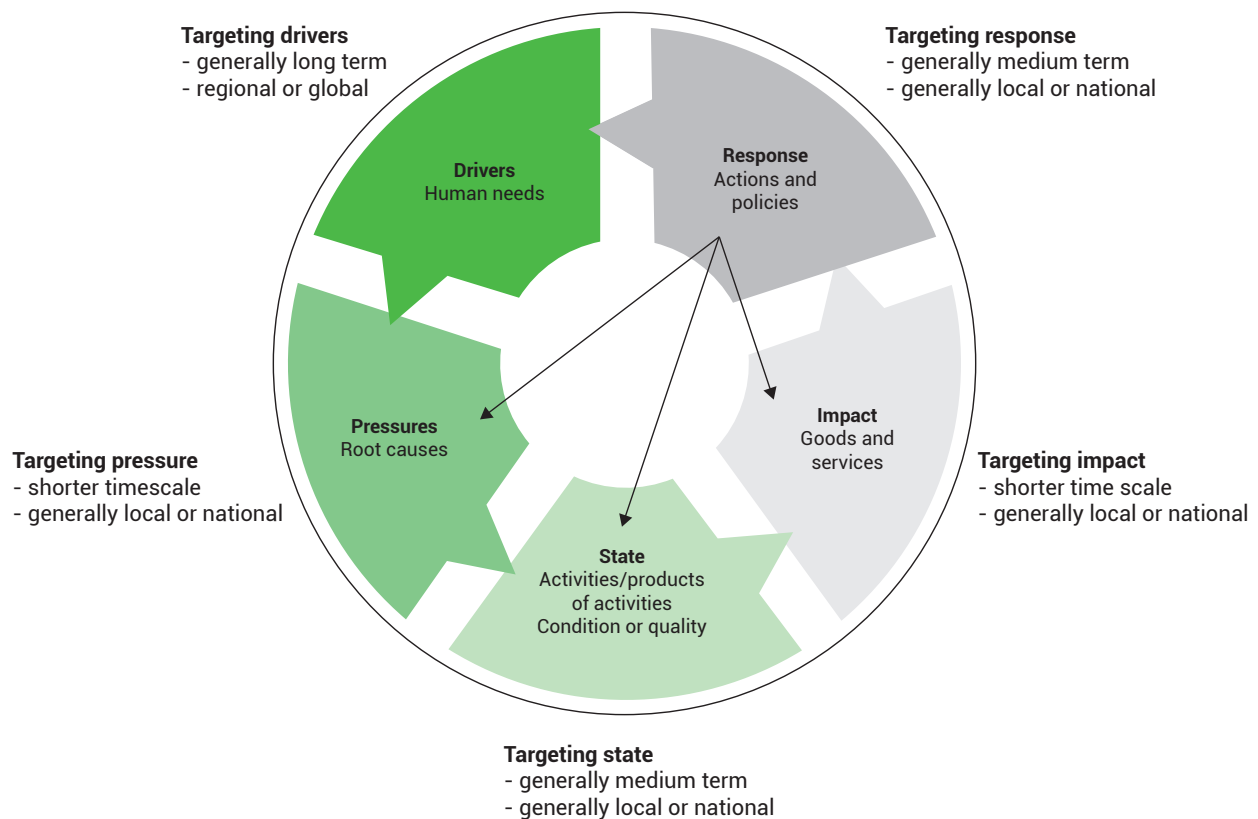 Targeting drivers
- generally long term
- regional or global
Targeting response
- generally medium term
- generally local or national
Drivers
Human needs
Response
Actions and
policies
Pressures
Root causes
Impact
Goods and
services
Targeting pressure
- shorter timescale
- generally local or national
Targeting impact
- shorter time scale
- generally local or national
State
Activities/products
of activities
Condition or quality
Targeting state
- generally medium term
- generally local or national